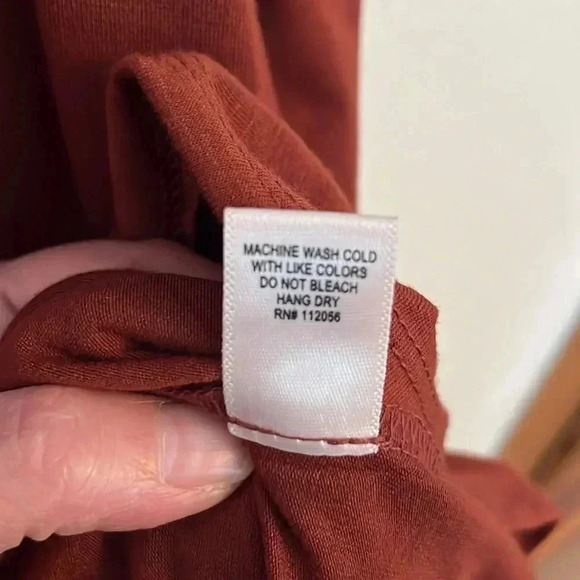 MACHINE WASH COLD
WITH LIKE COLORS
DO NOT BLEACH
HANG DRY
RN# 112056